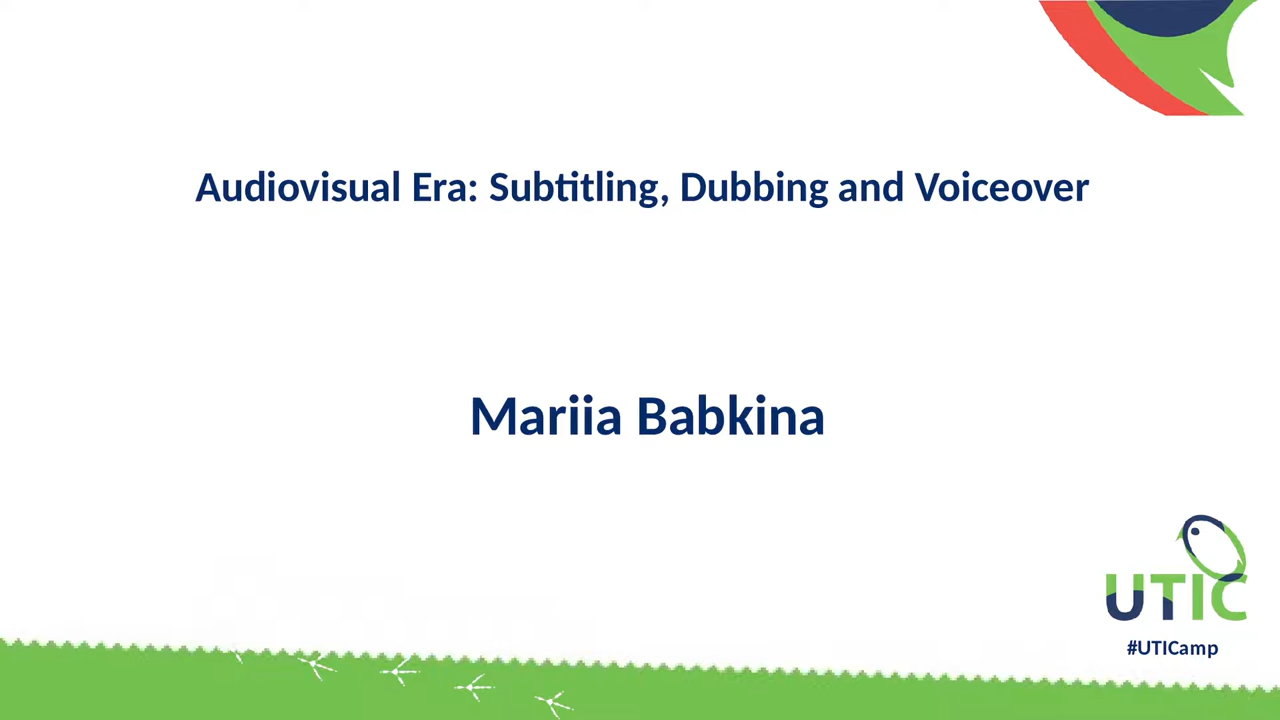 Audiovisual Era: Subtitling, Dubbing and Voiceover
Mariia Babkina
UTIC
#UTICamp